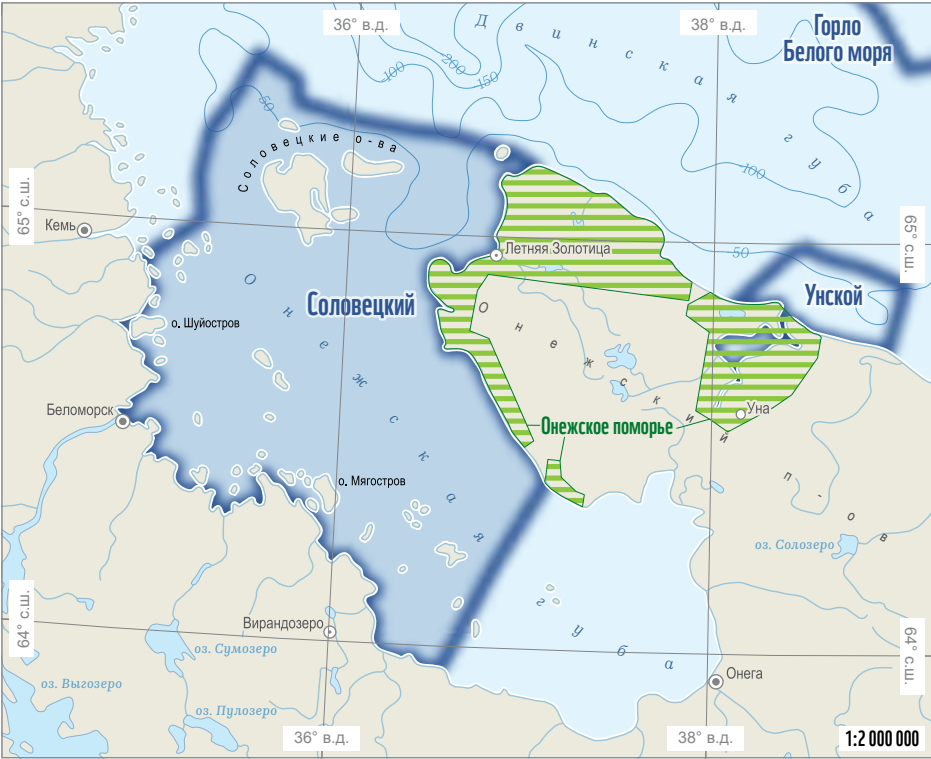 36° в.д.
38° в.д.
Горло
Белого моря
Двинская губа
200
100
150
50
Соловецкие о-ва
100
65° с.ш.
65° с.ш.
Кемь
Летняя Золотица
50
Унской
Соловецкий
Онежская губа
Онежский п-ов
о. Шуйостров
Беломорск
Уна
Онежское поморье
о. Мягостров
оз. Солозеро
64° с.ш.
64° с.ш.
Вирандозеро
оз. Сумозеро
Онега
оз. Выгозеро
оз. Пулозеро
36° в.д.
38° в.д.
1:2 000 000